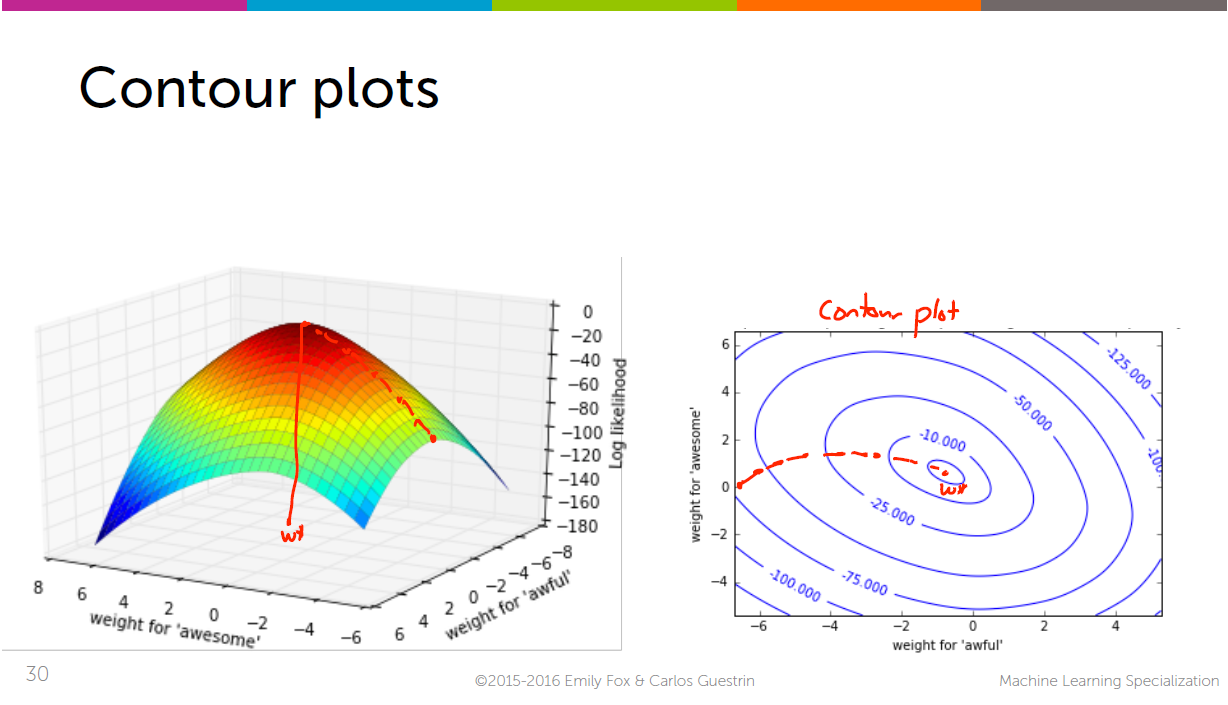 Contour plots
0
−20
−40
−60
−80
−100
−120
−140
−160
−180
Log likelihood
8 6 4 2 0 −2 −4 −6
weight for 'awesome'
6 4 2 0 −2 −4 −6 −8
weight for 'awful'
w*
Contour plot
6
4
2
0
−2
−4
weight for 'awesome'
-125.000
-50.000
-10.000
-100.
w*
-25.000
-75.000
-100.000
−6 −4 −2 0 2 4
weight for 'awful'
30
©2015-2016 Emily Fox & Carlos Guestrin
Machine Learning Specialization